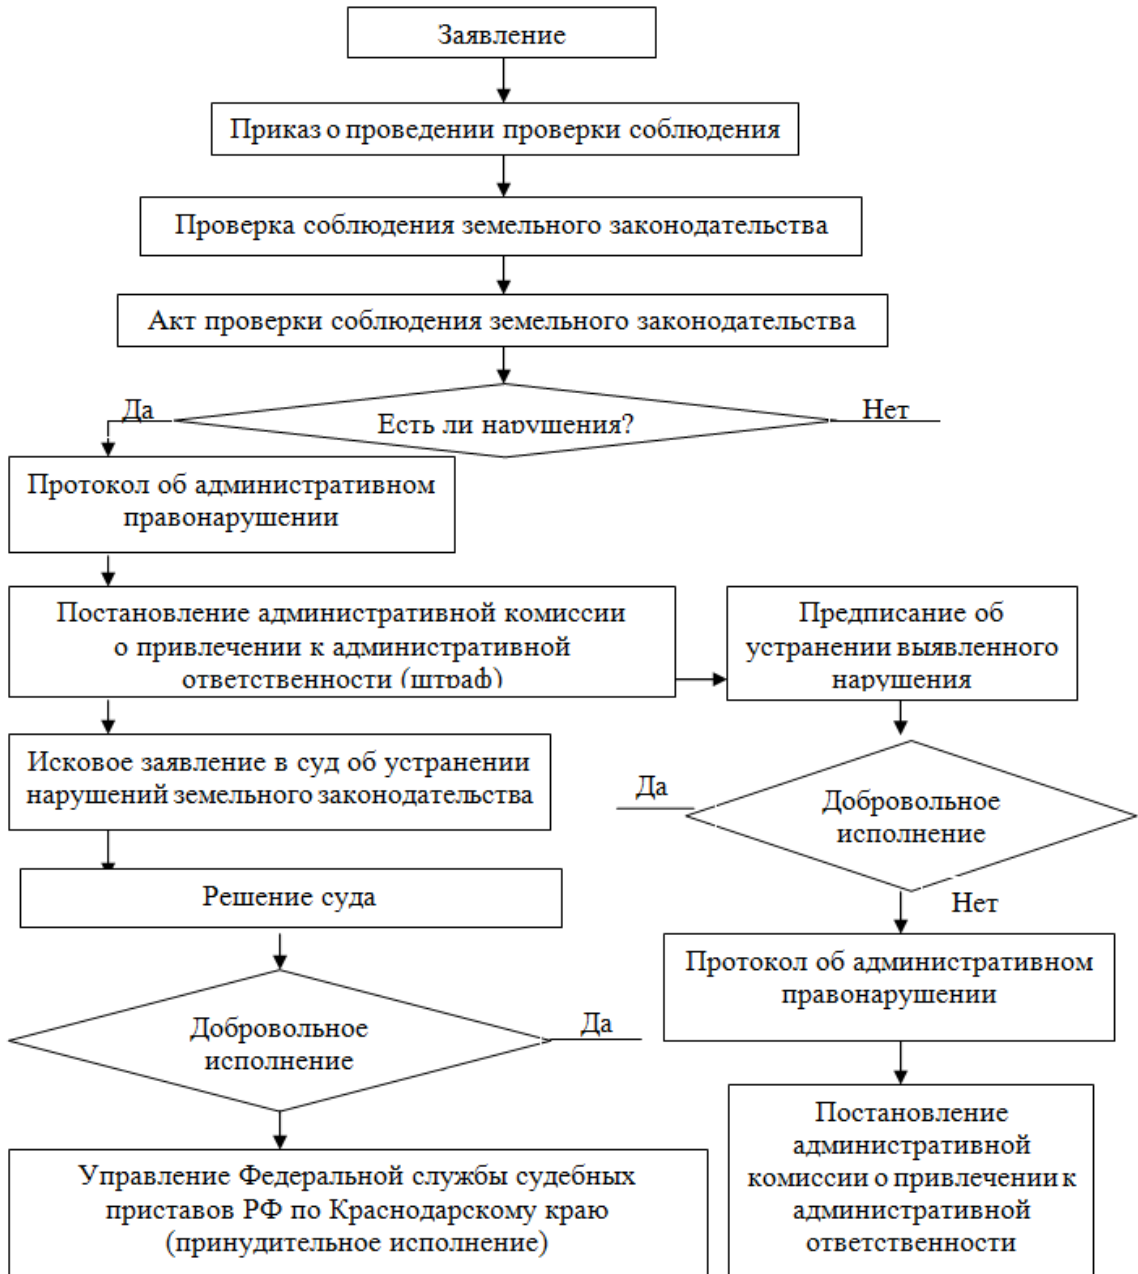 Заявление
Приказ о проведении проверки соблюдения
Проверка соблюдения земельного законодательства
Акт проверки соблюдения земельного законодательства
Да
Есть ли нарушения?
Нет
Протокол об административном
правонарушении
Постановление административной комиссии
о привлечении к административной
ответственности (штраф)
Предписание об
устранении выявленного
нарушения
Исковое заявление в суд об устранении
нарушений земельного законодательства
Да
Добровольное
исполнение
Нет
Решение суда
Протокол об административном
правонарушении
Добровольное
исполнение
Да
Постановление
административной
комиссии о привлечении к
административной
ответственности
Управление Федеральной службы судебных
приставов РФ по Краснодарскому краю
(принудительное исполнение)